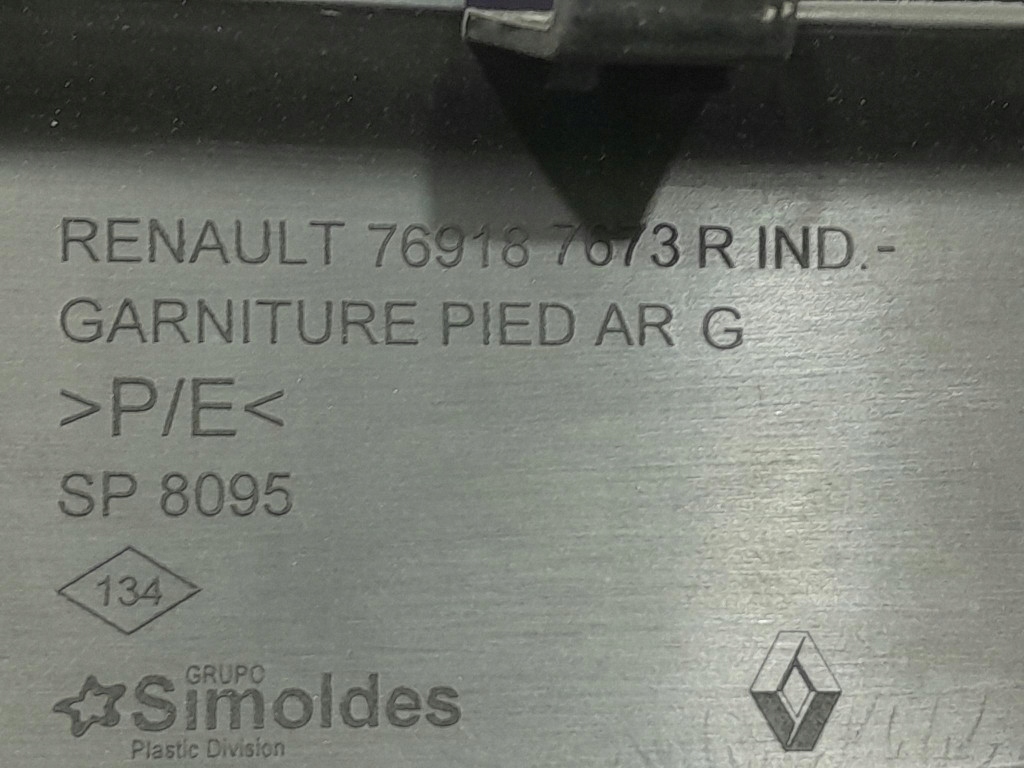 RENAULT 76918 7673 R IND.-
GARNITURE PIED AR G
>P/E<
SP 8095
134
GRUPO
Simoldes
Plastic Division